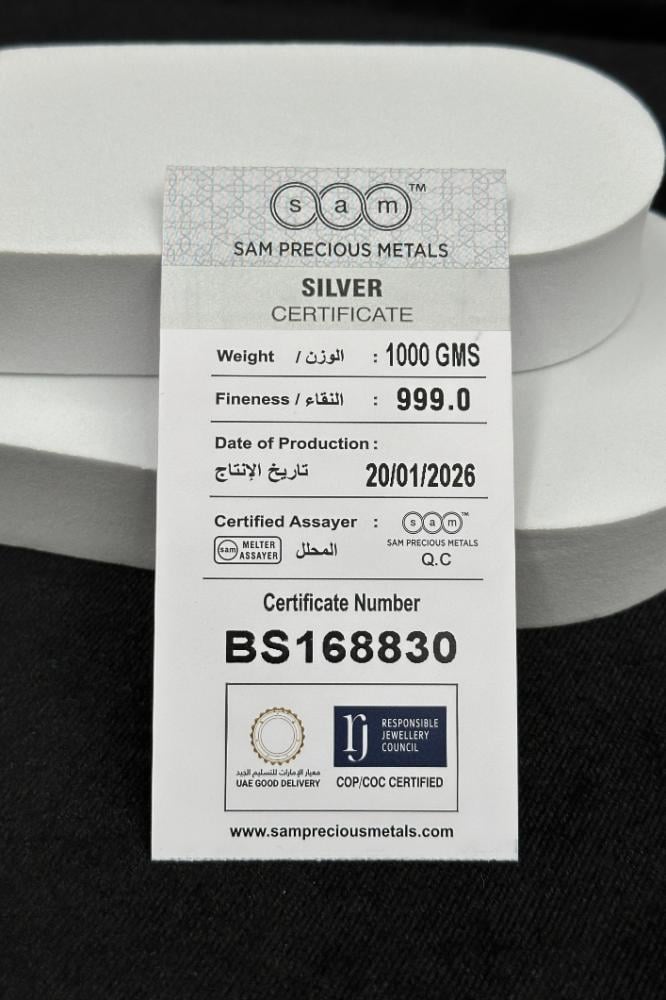 sam™
SAM PRECIOUS METALS
SILVER
CERTIFICATE
Weight / الوزن : 1000 GMS
Fineness / النقاء : 999.0
Date of Production :
تاريخ الإنتاج 20/01/2026
Certified Assayer : sam™
SAM PRECIOUS METALS
sam MELTER ASSAYER المحلل Q.C
Certificate Number
BS168830
rj RESPONSIBLE
JEWELLERY
COUNCIL
معيار الإمارات للتسليم الجيد
UAE GOOD DELIVERY COP/COC CERTIFIED
www.sampreciousmetals.com